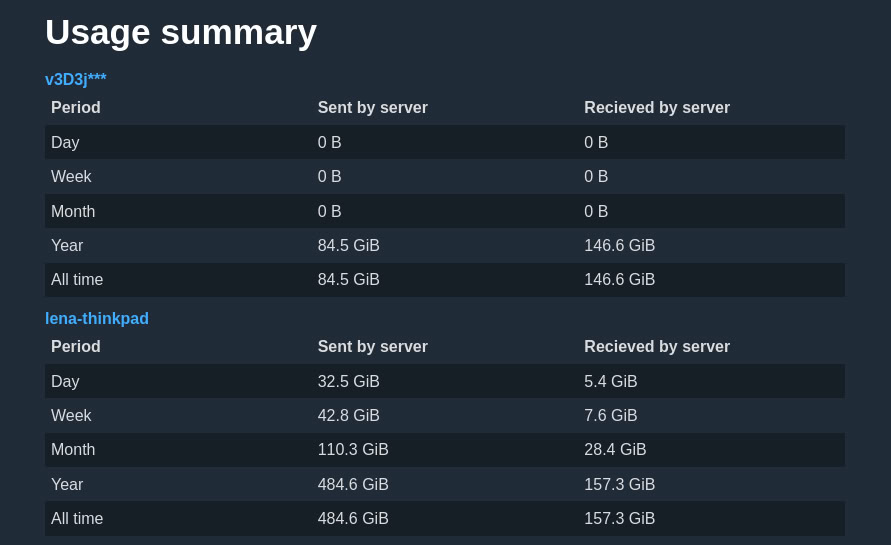 Usage summary
v3D3j***
Period Sent by server Recieved by server
Day 0 B 0 B
Week 0 B 0 B
Month 0 B 0 B
Year 84.5 GiB 146.6 GiB
All time 84.5 GiB 146.6 GiB
lena-thinkpad
Period Sent by server Recieved by server
Day 32.5 GiB 5.4 GiB
Week 42.8 GiB 7.6 GiB
Month 110.3 GiB 28.4 GiB
Year 484.6 GiB 157.3 GiB
All time 484.6 GiB 157.3 GiB